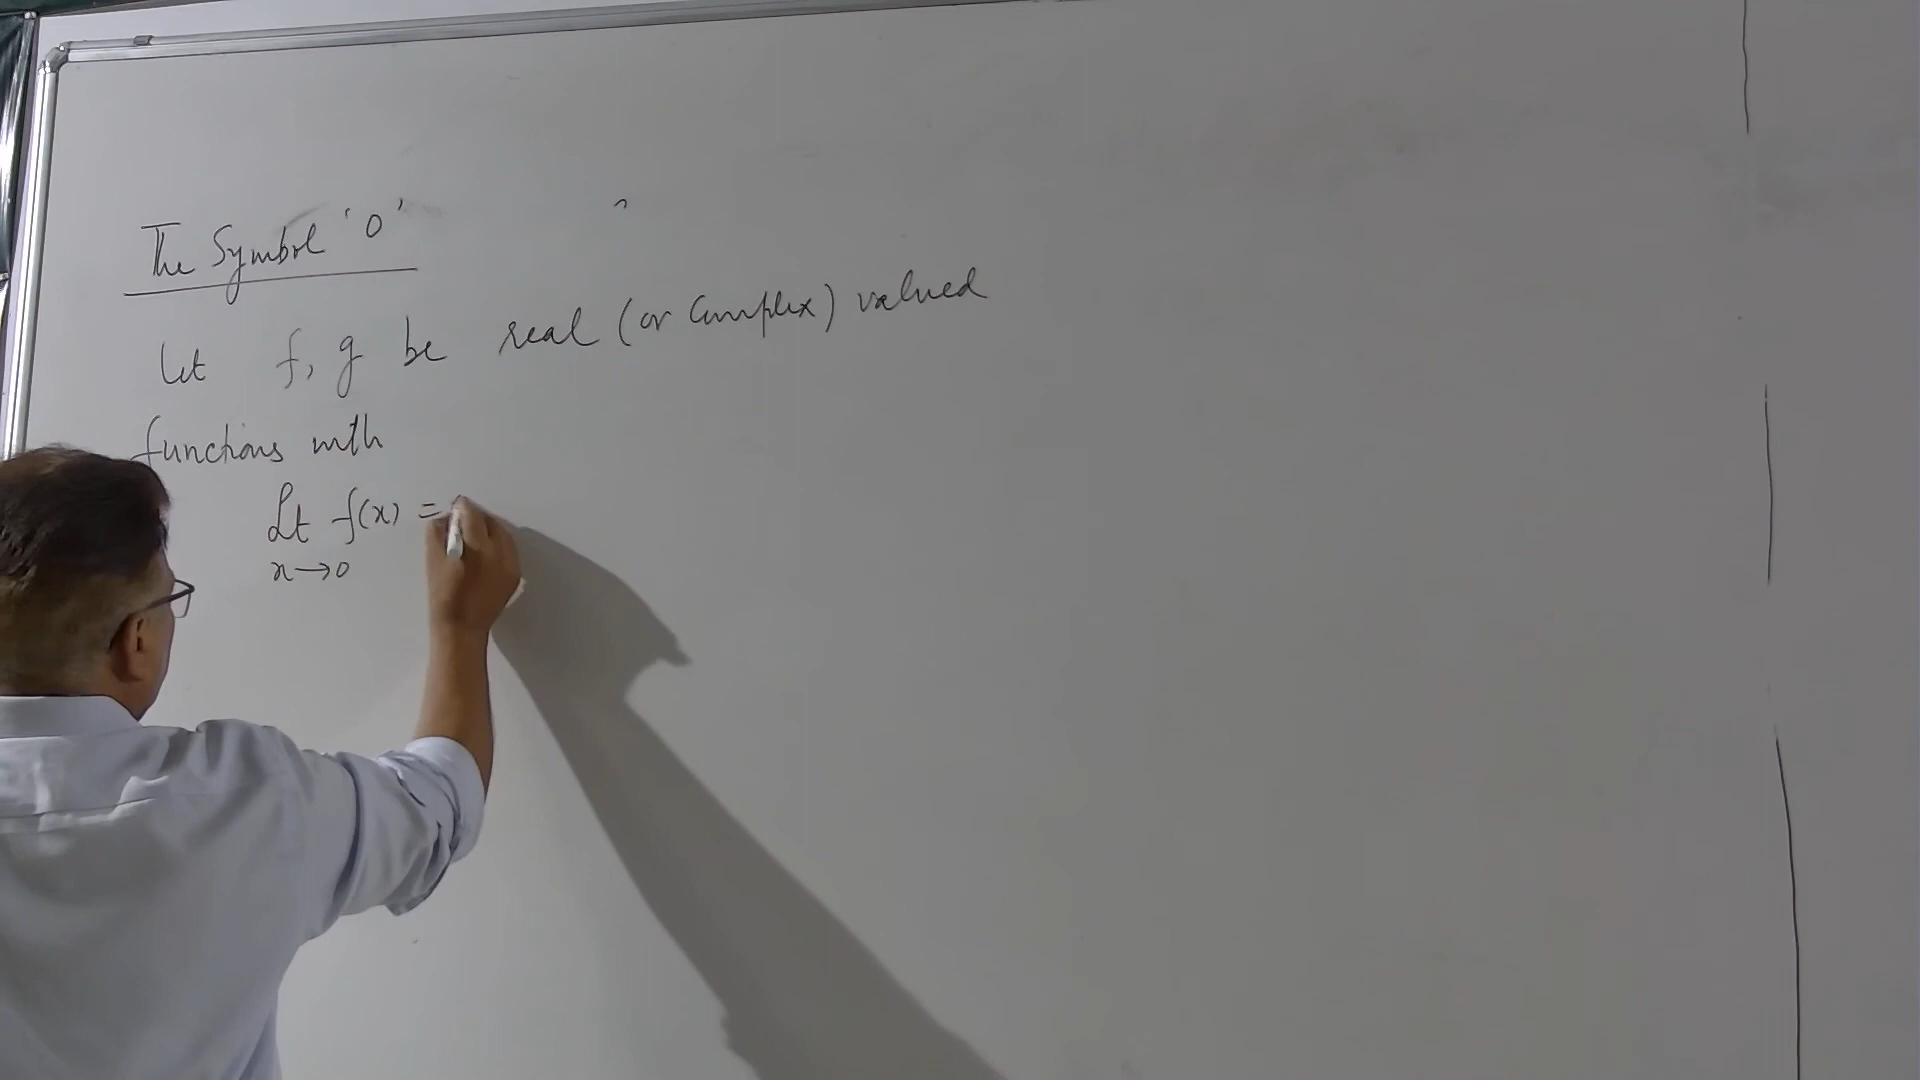 The Symbol 'o'
Let f, g be real (or Complex) valued
functions with
Lt f(x) =
x→0